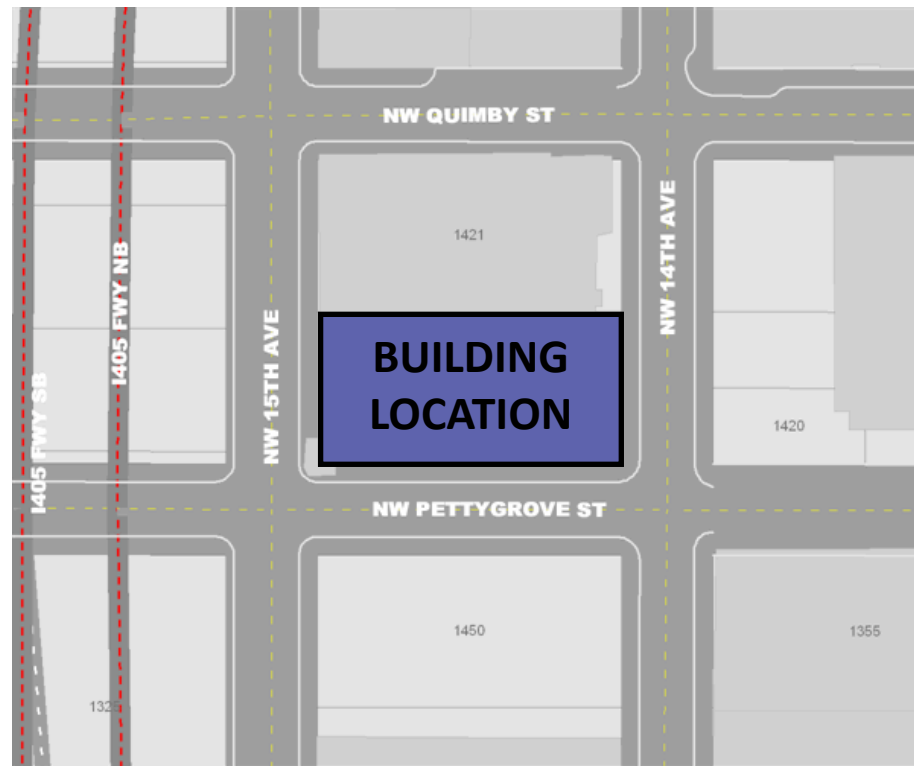 NW QUIMBY ST
1421
NW 14TH AVE
I405 FWY NB
NW 15TH AVE
BUILDING
LOCATION
I405 FWY SB
1420
NW PETTYGROVE ST
1450
1355